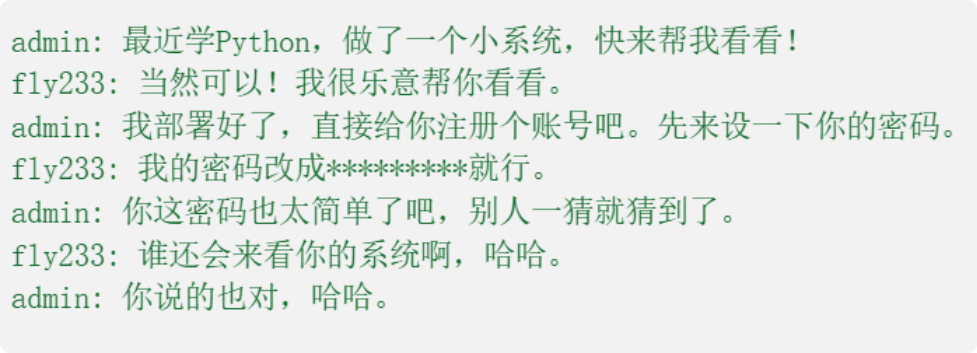 admin: 最近学Python，做了一个小系统，快来帮我看看！
fly233: 当然可以！我很乐意帮你看看。
admin: 我部署好了，直接给你注册个账号吧。先来设一下你的密码。
fly233: 我的密码改成*********就行。
admin: 你这密码也太简单了吧，别人一猜就猜到了。
fly233: 谁还会来看你的系统啊，哈哈。
admin: 你说的也对，哈哈。